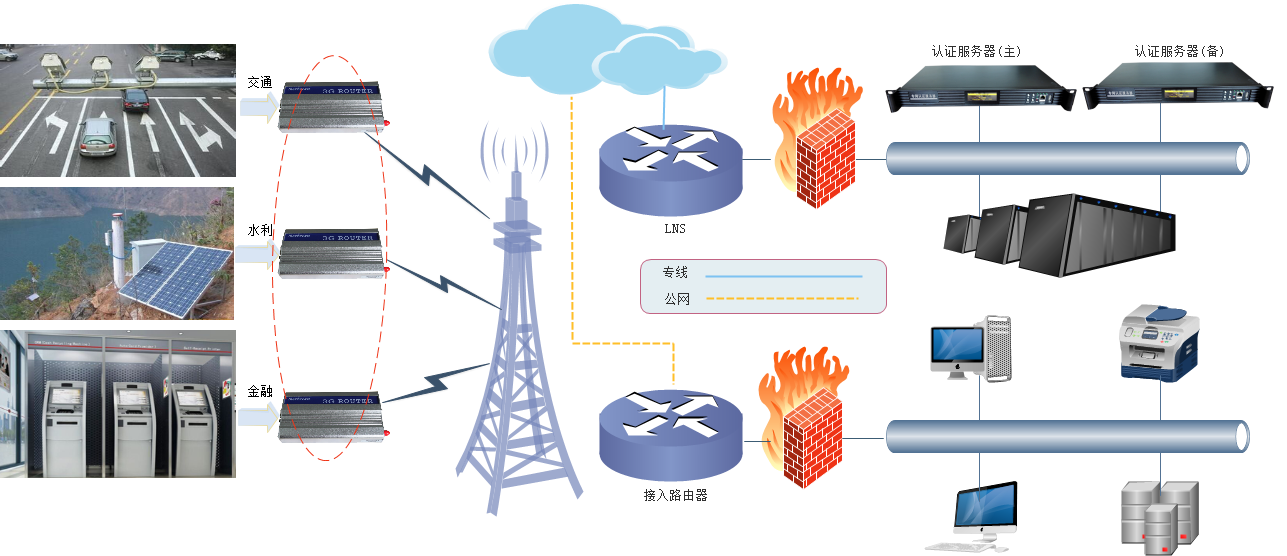 认证服务器(主)
认证服务器(备)
交通
3G ROUTER
水利
3G ROUTER
LNS
专线
公网
金融
3G ROUTER
接入路由器